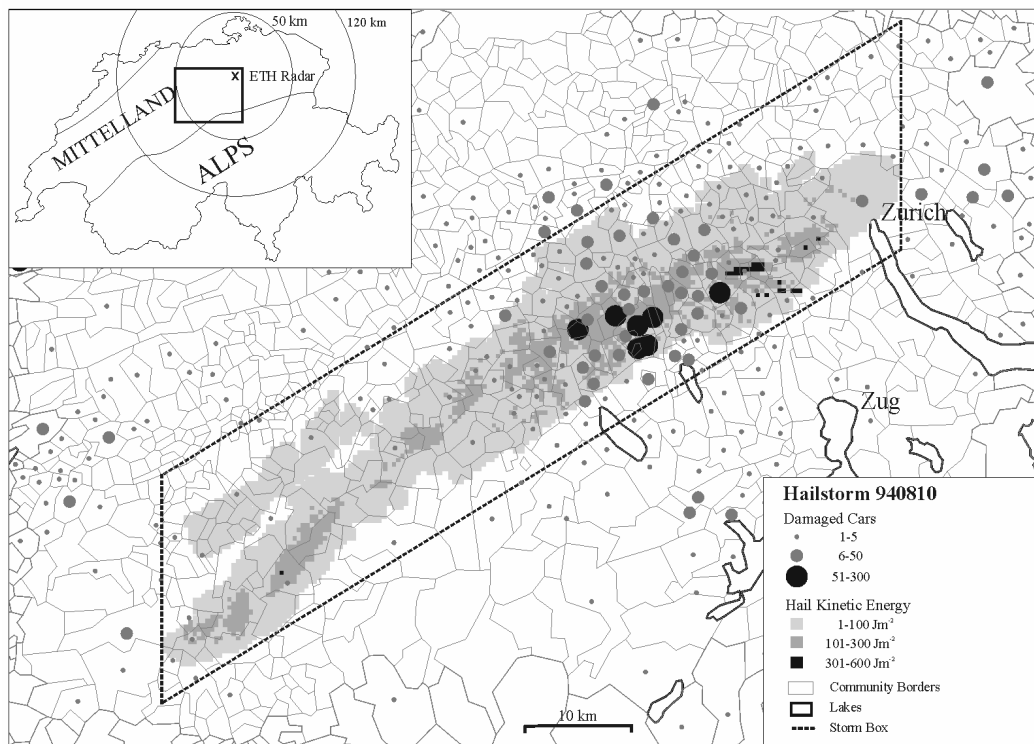 50 km
120 km
ETH Radar
MITTELLAND
ALPS
Zurich
Zug
Hailstorm 940810
Damaged Cars
1-5
6-50
51-300
Hail Kinetic Energy
1-100 Jm⁻²
101-300 Jm⁻²
301-600 Jm⁻²
Community Borders
Lakes
Storm Box
10 km